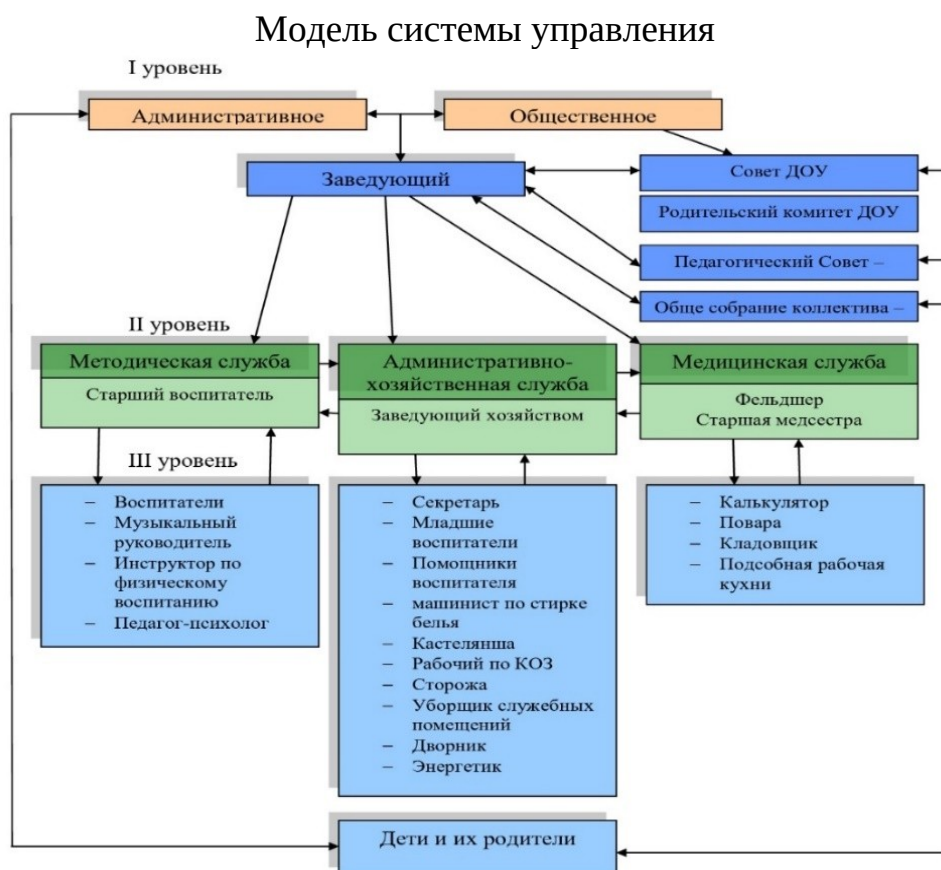 Модель системы управления
I уровень
Административное
Общественное
Заведующий
Совет ДОУ
Родительский комитет ДОУ
Педагогический Совет –
Обще собрание коллектива –
II уровень
Методическая служба
Старший воспитатель
Административно-
хозяйственная служба
Заведующий хозяйством
Медицинская служба
Фельдшер
Старшая медсестра
III уровень
– Воспитатели
– Музыкальный
руководитель
– Инструктор по
физическому
воспитанию
– Педагог-психолог
– Секретарь
– Младшие
воспитатели
– Помощники
воспитателя
– машинист по стирке
белья
– Кастелянша
– Рабочий по КОЗ
– Сторожа
– Уборщик служебных
помещений
– Дворник
– Энергетик
– Калькулятор
– Повара
– Кладовщик
– Подсобная рабочая
кухни
Дети и их родители